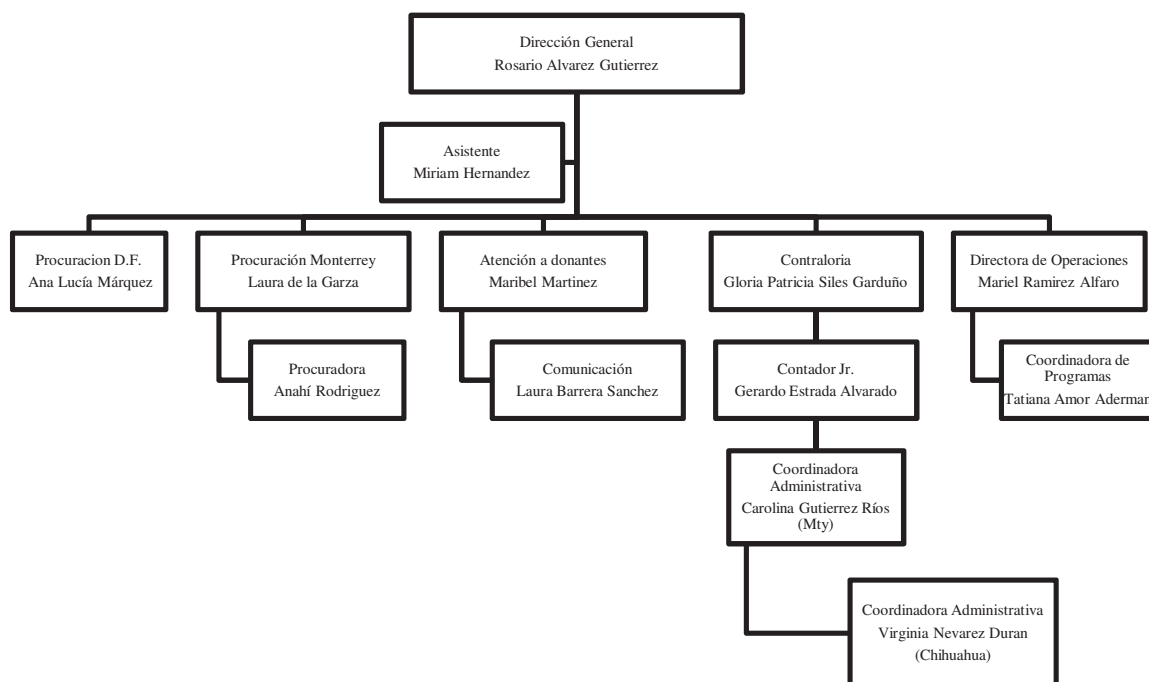 Dirección General
Rosario Alvarez Gutierrez
Asistente
Miriam Hernandez
Procuracion D.F.
Ana Lucía Márquez
Procuración Monterrey
Laura de la Garza
Atención a donantes
Maribel Martinez
Contraloria
Gloria Patricia Siles Garduño
Directora de Operaciones
Mariel Ramirez Alfaro
Procuradora
Anahí Rodriguez
Comunicación
Laura Barrera Sanchez
Contador Jr.
Gerardo Estrada Alvarado
Coordinadora de
Programas
Tatiana Amor Aderman
Coordinadora
Administrativa
Carolina Gutierrez Ríos
(Mty)
Coordinadora Administrativa
Virginia Nevarez Duran
(Chihuahua)